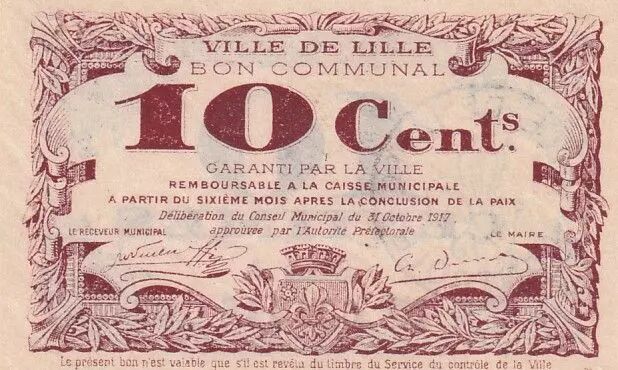 VILLE DE LILLE
BON COMMUNAL
10 Cents.
GARANTI PAR LA VILLE
REMBOURSABLE A LA CAISSE MUNICIPALE
A PARTIR DU SIXIÈME MOIS APRES LA CONCLUSION DE LA PAIX
Délibération du Conseil Municipal du 31 Octobre 1917
LE RECEVEUR MUNICIPAL approuvée par l'Autorité Préfectorale LE MAIRE
Le présent bon n'est valable que s'il est revêtu du timbre du Service du contrôle de la Ville